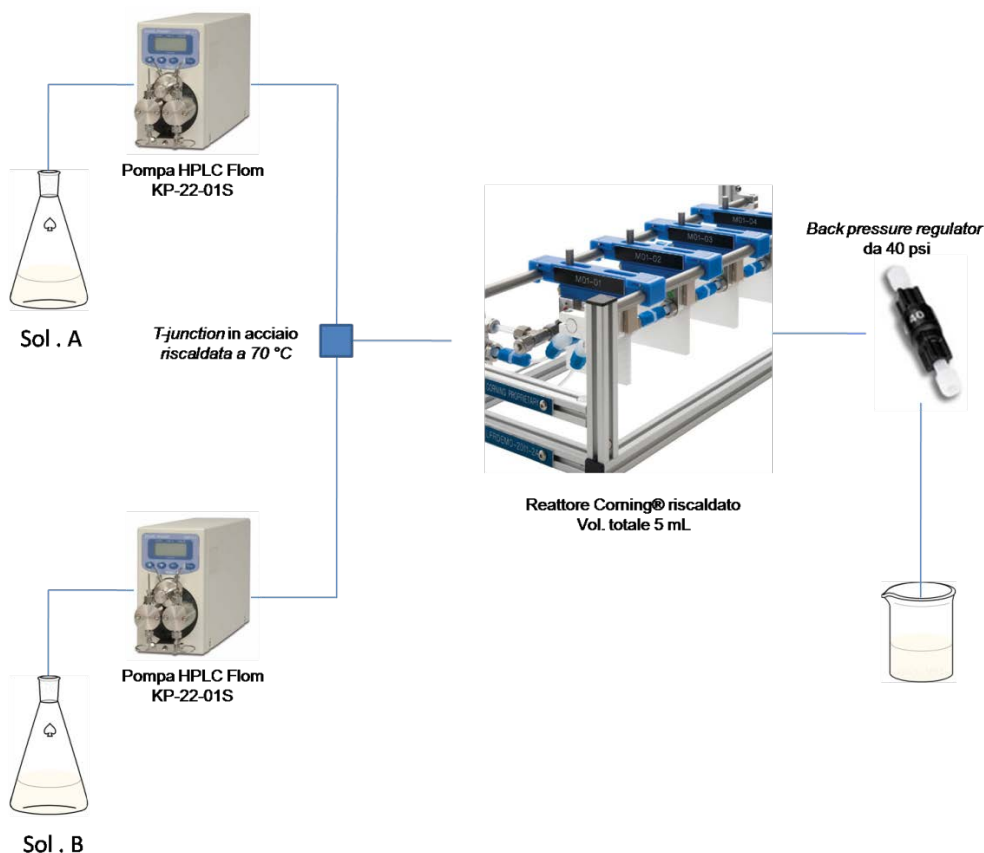 Pompa HPLC Flom
KP-22-01S
Sol . A
T-junction in acciaio
riscaldata a 70 °C
M01-04
M01-03
M01-02
M01-01
CORNING PROPRIETARY
Reattore Corning® riscaldato
Vol. totale 5 mL
Back pressure regulator
da 40 psi
40
Pompa HPLC Flom
KP-22-01S
Sol . B